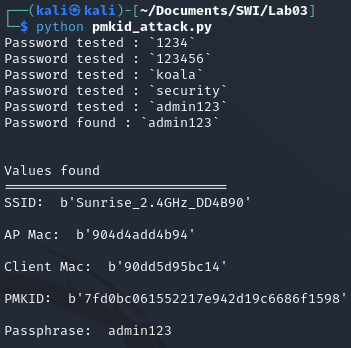 ┌──(kali㉿kali)-[~/Documents/SWI/Lab03]
└─$ python pmkid_attack.py
Password tested : `1234`
Password tested : `123456`
Password tested : `koala`
Password tested : `security`
Password tested : `admin123`
Password found : `admin123`
Values found
============================
SSID:  b'Sunrise_2.4GHz_DD4B90'
AP Mac:  b'904d4add4b94'
Client Mac:  b'90dd5d95bc14'
PMKID:  b'7fd0bc061552217e942d19c6686f1598'
Passphrase:  admin123